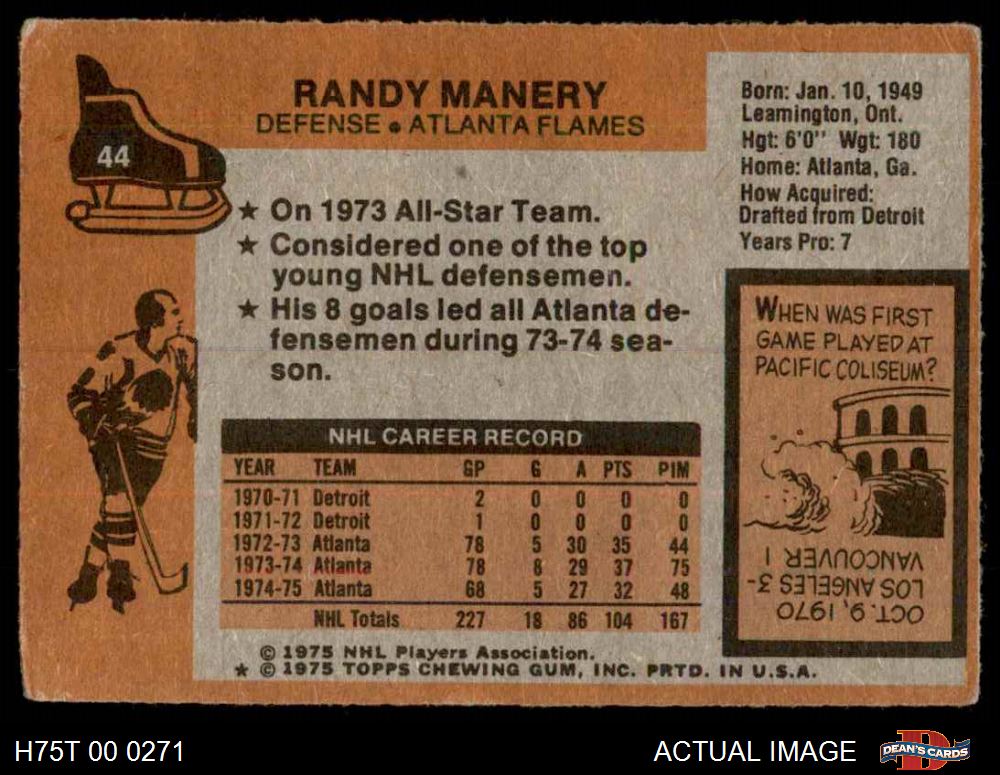 44
RANDY MANERY
DEFENSE • ATLANTA FLAMES
★ On 1973 All-Star Team.
★ Considered one of the top
young NHL defensemen.
★ His 8 goals led all Atlanta de-
fensemen during 73-74 sea-
son.
Born: Jan. 10, 1949
Leamington, Ont.
Hgt: 6'0" Wgt: 180
Home: Atlanta, Ga.
How Acquired:
Drafted from Detroit
Years Pro: 7
WHEN WAS FIRST
GAME PLAYED AT
PACIFIC COLISEUM?
OCT. 9, 1970
LOS ANGELES 3-
VANCOUVER 1
NHL CAREER RECORD
YEAR TEAM GP G A PTS PIM
1970-71 Detroit 2 0 0 0 0
1971-72 Detroit 1 0 0 0 0
1972-73 Atlanta 78 5 30 35 44
1973-74 Atlanta 78 8 29 37 75
1974-75 Atlanta 68 5 27 32 48
NHL Totals 227 18 86 104 167
© 1975 NHL Players Association.
★ © 1975 TOPPS CHEWING GUM, INC. PRTD. IN U.S.A.
H75T 00 0271
ACTUAL IMAGE
D
DEAN'S CARDS